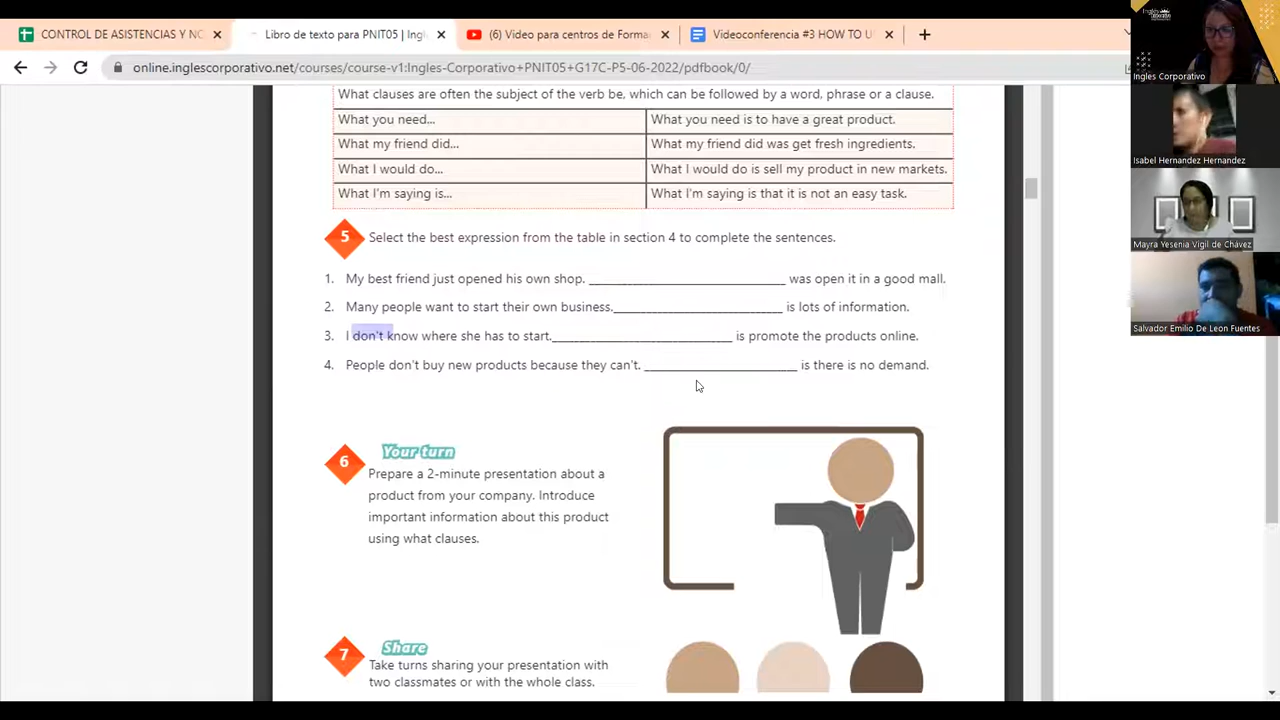 CONTROL DE ASISTENCIAS Y NO
Libro de texto para PNIT05 | Ingl
(6) Video para centros de Forma
Videoconferencia #3 HOW TO U
online.inglescorporativo.net/courses/course-v1:Ingles-Corporativo+PNIT05+G17C-P5-06-2022/pdfbook/0/
What clauses are often the subject of the verb be, which can be followed by a word, phrase or a clause.
What you need... What you need is to have a great product.
What my friend did... What my friend did was get fresh ingredients.
What I would do... What I would do is sell my product in new markets.
What I'm saying is... What I'm saying is that it is not an easy task.
5 Select the best expression from the table in section 4 to complete the sentences.
1. My best friend just opened his own shop. ______ was open it in a good mall.
2. Many people want to start their own business.______ is lots of information.
3. I don't know where she has to start.______ is promote the products online.
4. People don't buy new products because they can't. ______ is there is no demand.
6 Your turn
Prepare a 2-minute presentation about a
product from your company. Introduce
important information about this product
using what clauses.
7 Share
Take turns sharing your presentation with
two classmates or with the whole class.
Ingles Corporativo
Isabel Hernandez Hernandez
Mayra Yesenia Vigil de Chávez
Salvador Emilio De Leon Fuentes